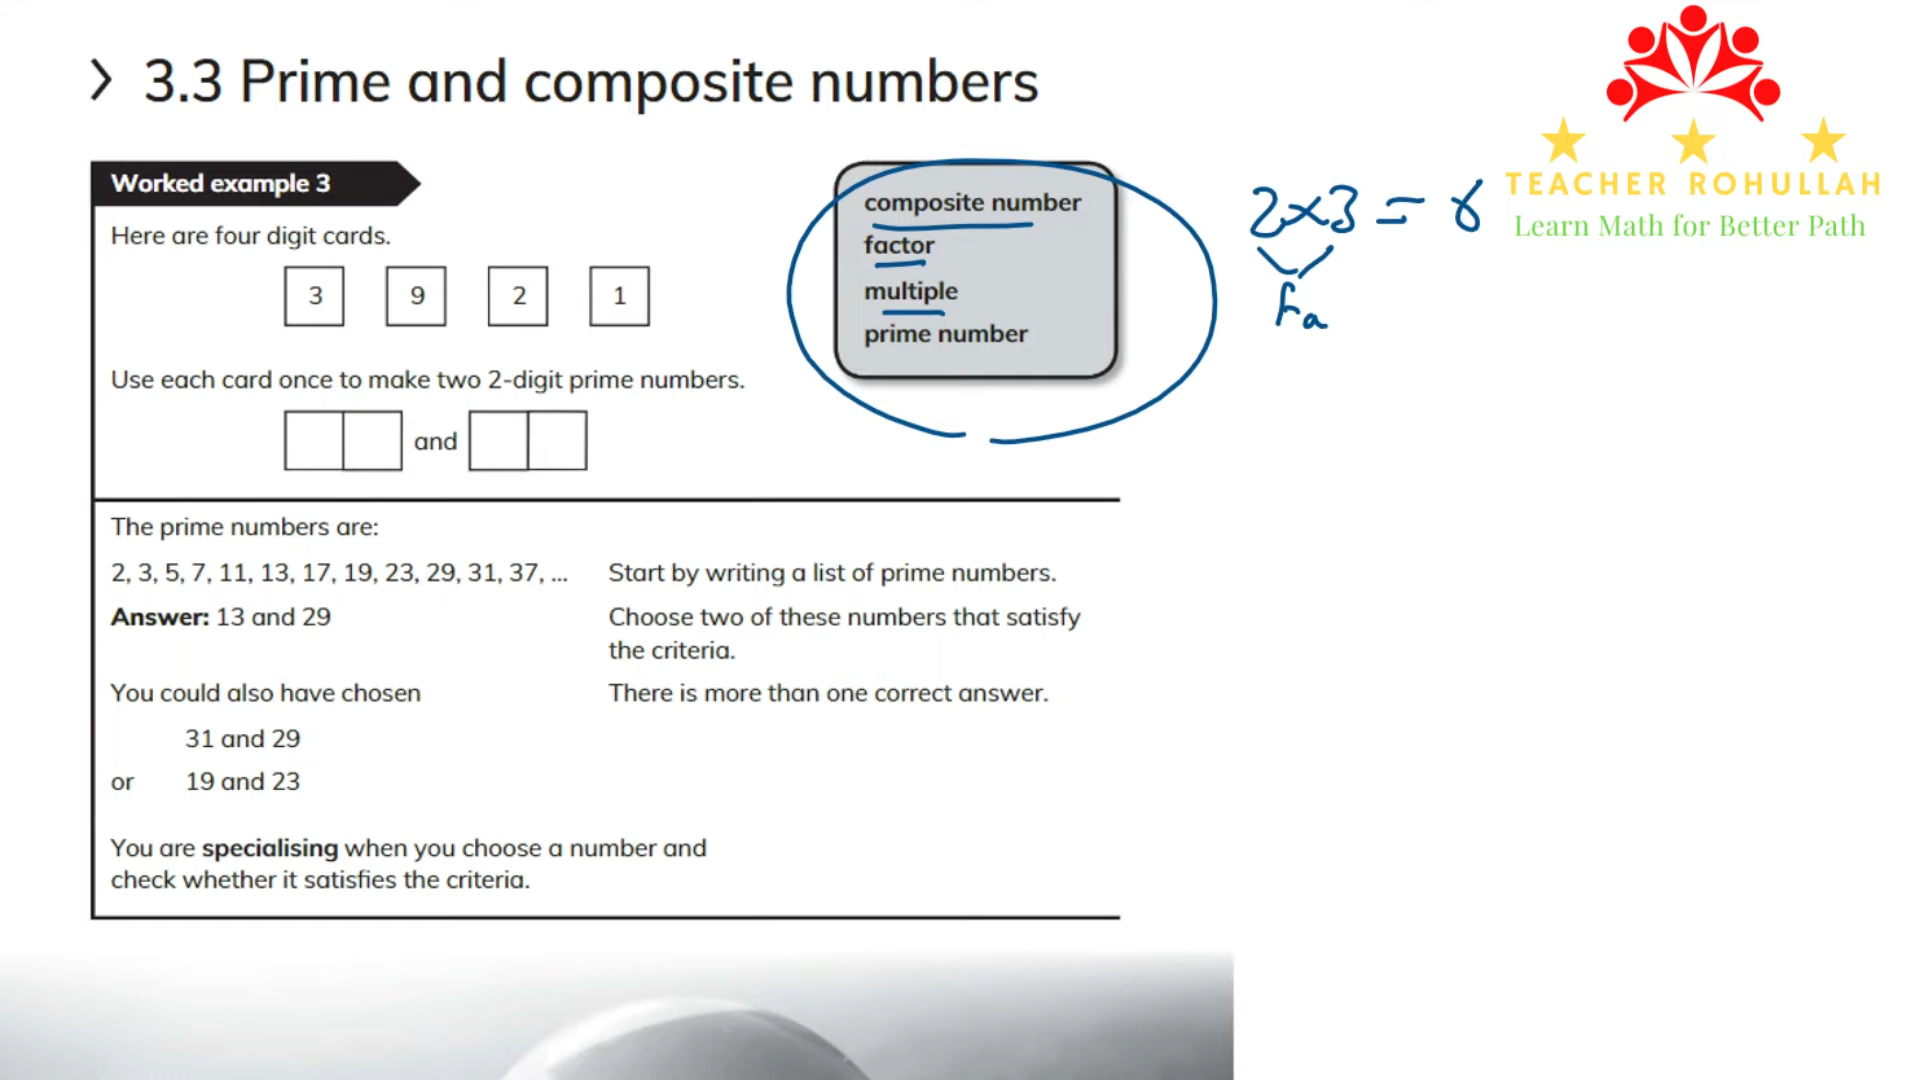 3.3 Prime and composite numbers
Worked example 3
Here are four digit cards.
3 9 2 1
Use each card once to make two 2-digit prime numbers.
and
composite number
factor
multiple
prime number
2×3 = 6
Fa
TEACHER ROHULLAH
Learn Math for Better Path
The prime numbers are:
2, 3, 5, 7, 11, 13, 17, 19, 23, 29, 31, 37, ...
Start by writing a list of prime numbers.
Answer: 13 and 29
Choose two of these numbers that satisfy
the criteria.
You could also have chosen
There is more than one correct answer.
31 and 29
or 19 and 23
You are specialising when you choose a number and
check whether it satisfies the criteria.